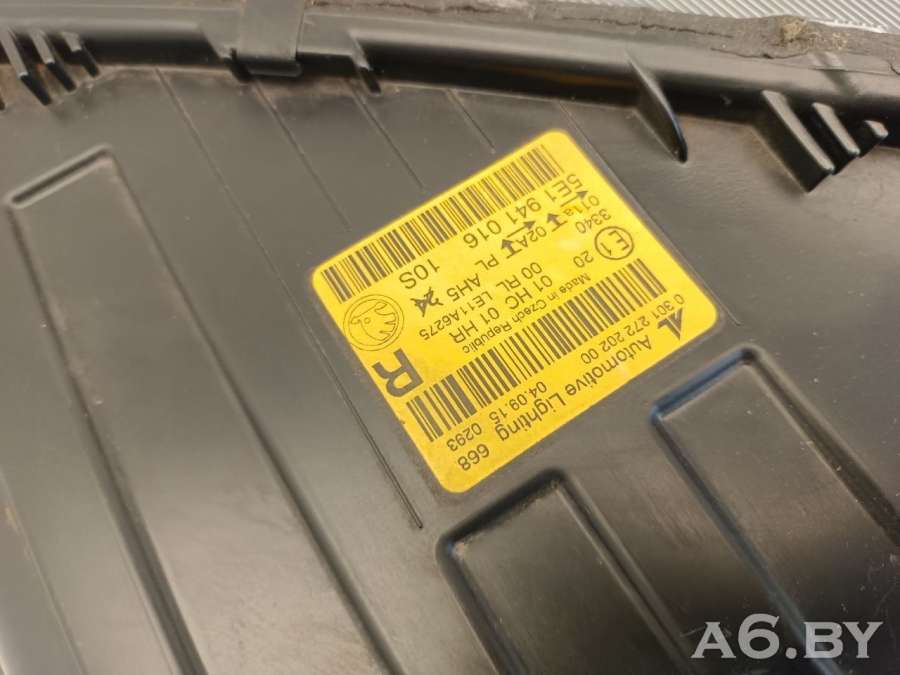 Automotive Lighting 668
0 301 272 202 00
04.09.15 0293
R
Made in Czech Republic
01 HC 01 HR
00 RL LE11A6275
E1
20
3340 02A PL AH5
011a
5E1 941 016 10S
A6.BY